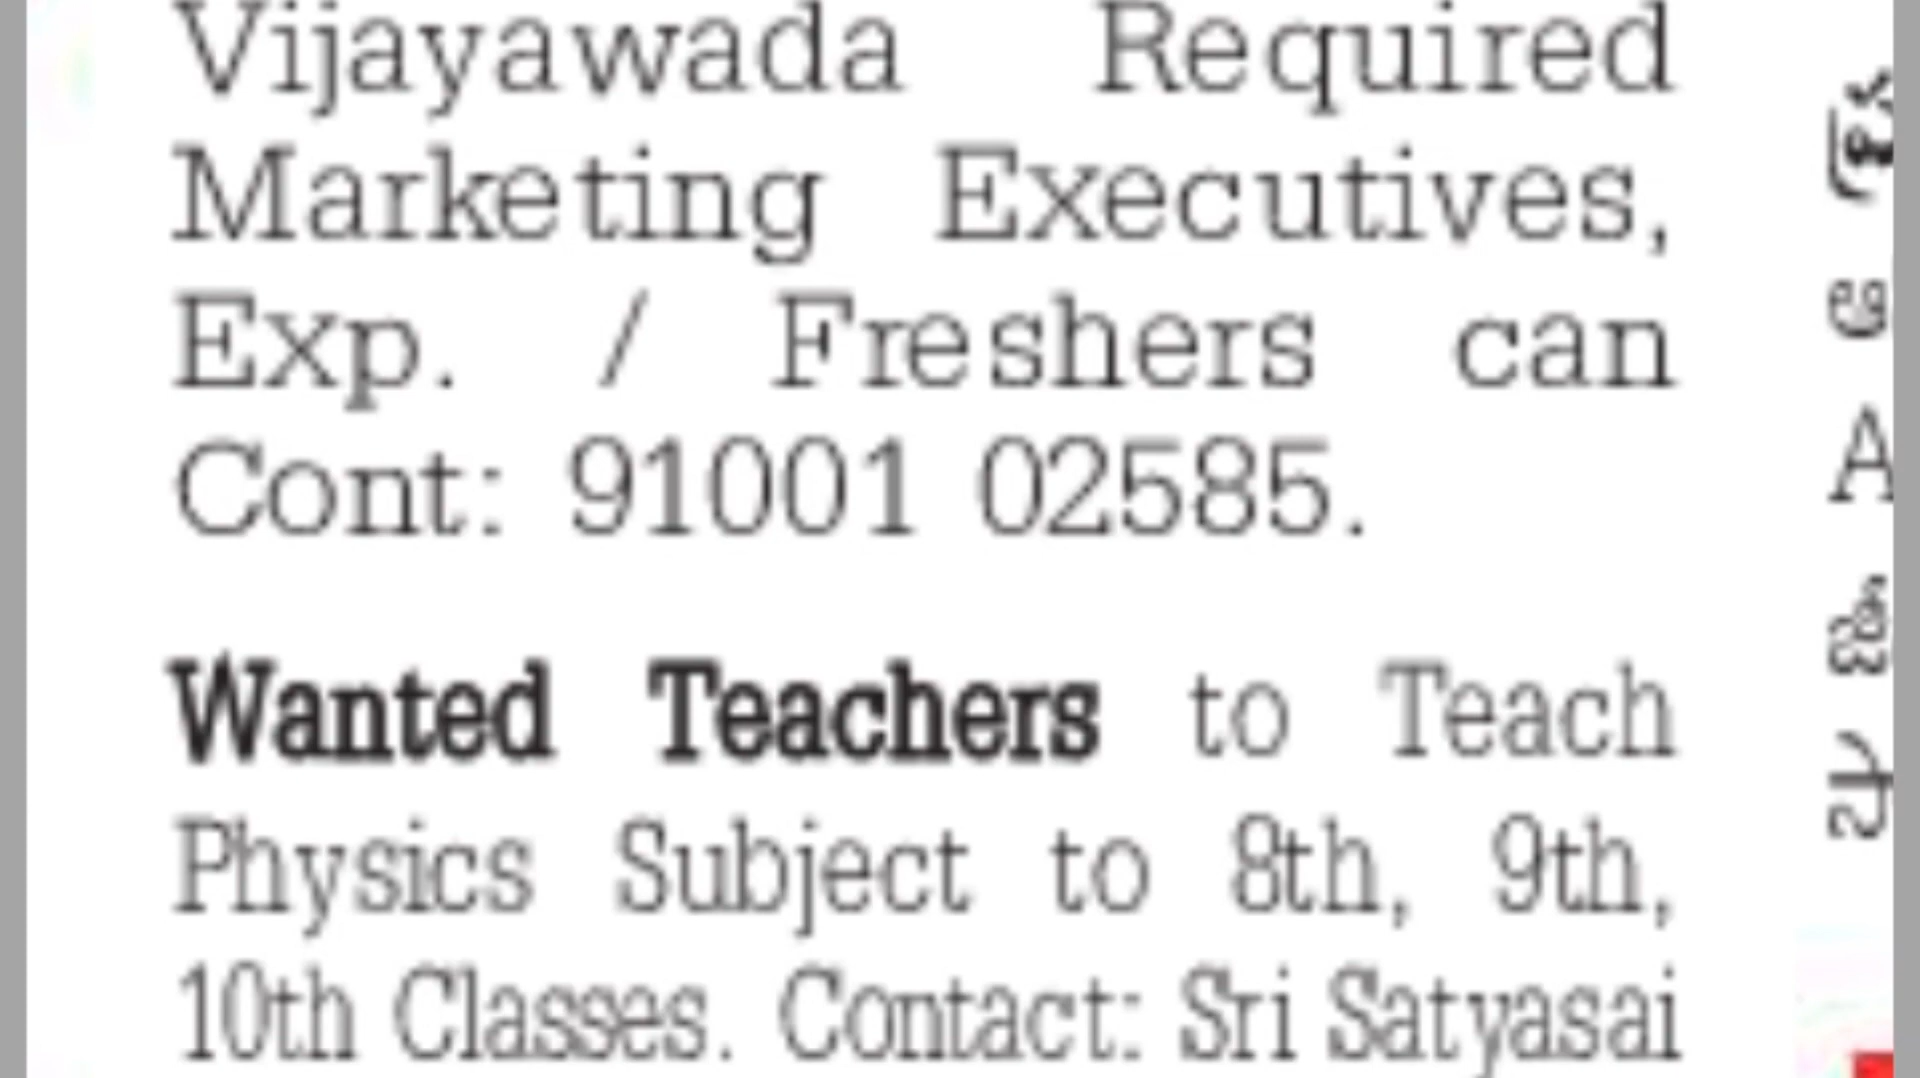 Vijayawada Required
Marketing Executives,
Exp. / Freshers can
Cont: 91001 02585.
Wanted Teachers to Teach
Physics Subject to 8th, 9th,
10th Classes. Contact: Sri Satyasai
A